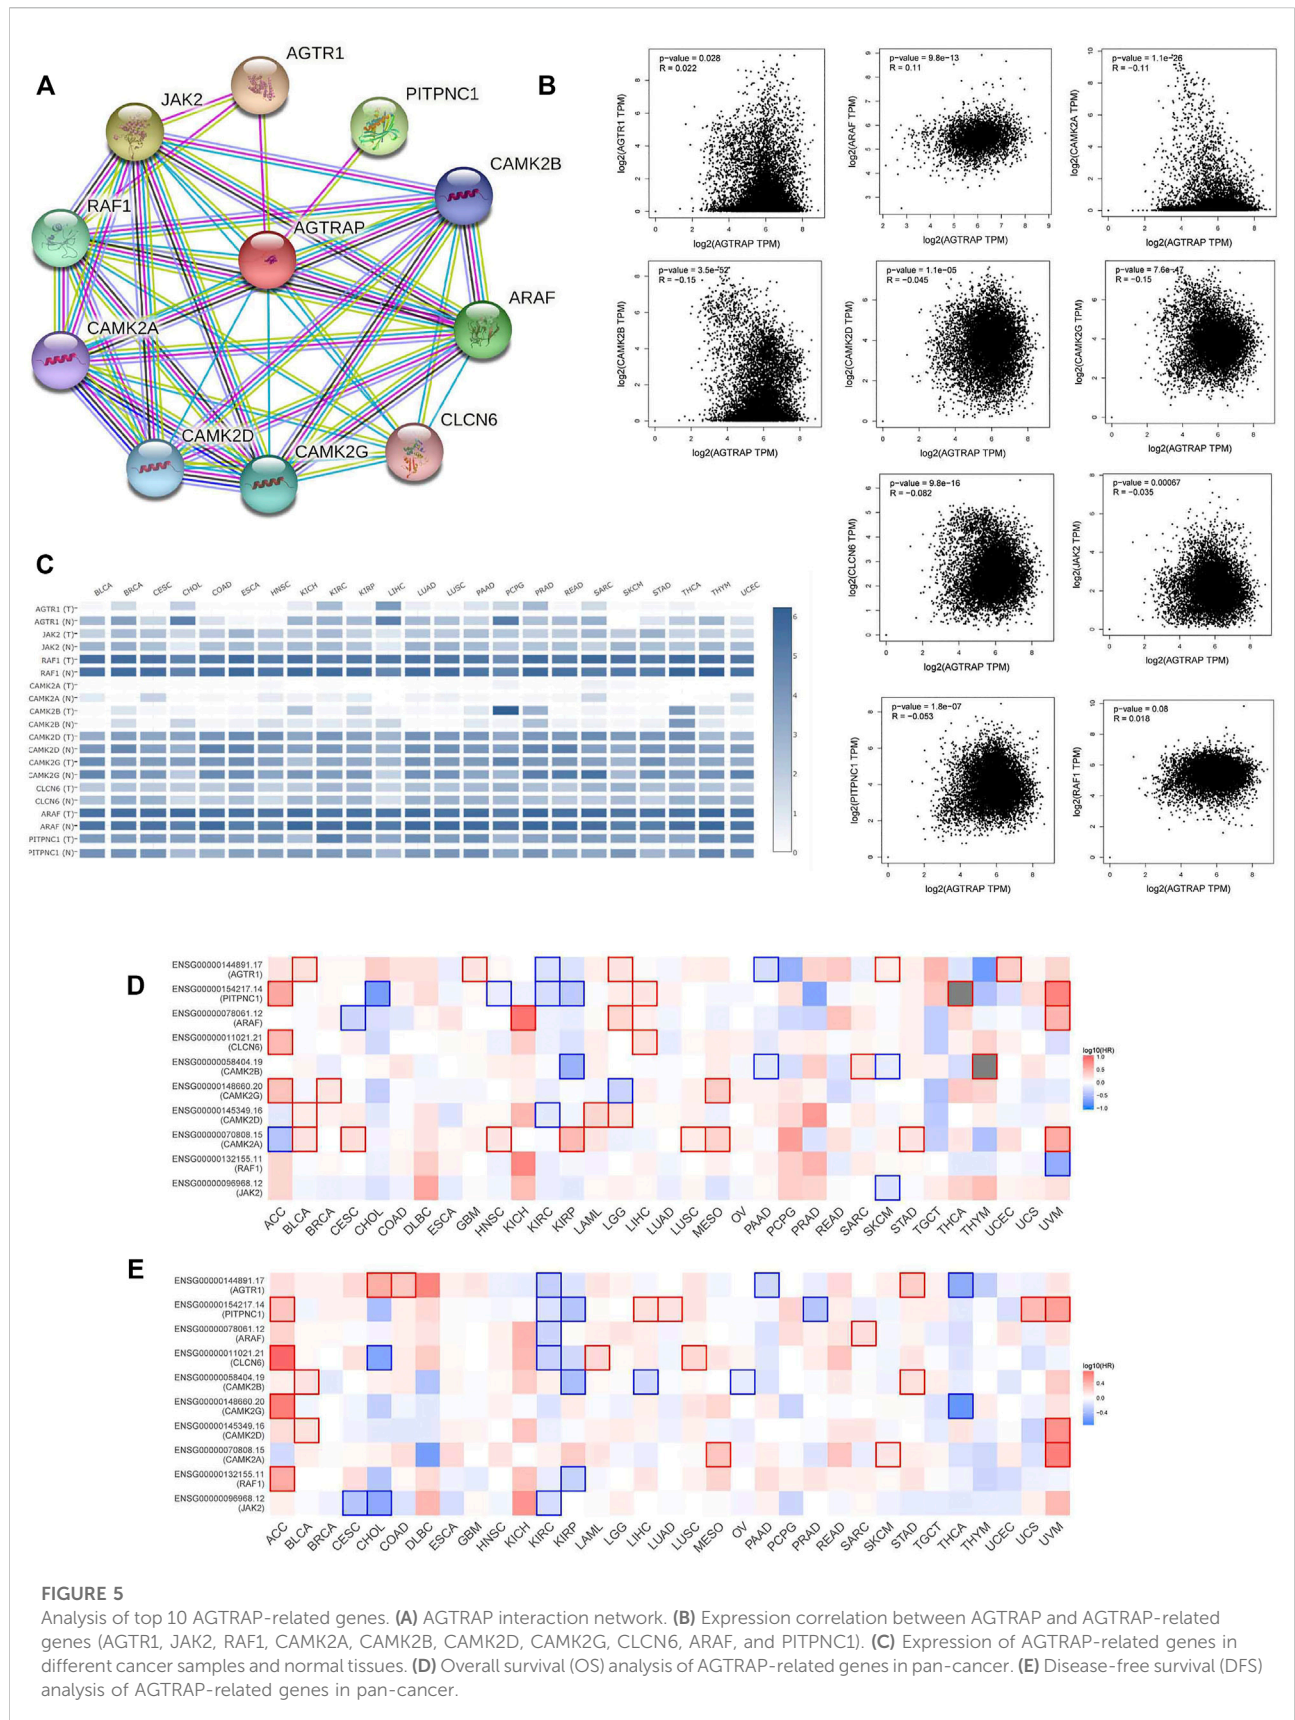 A
AGTR1
JAK2
PITPNC1
CAMK2B
RAF1
AGTRAP
ARAF
CAMK2A
CLCN6
CAMK2D
CAMK2G
B
p-value = 0.028
R = 0.022
log2(AGTR1 TPM)
log2(AGTRAP TPM)
p-value = 9.8e-13
R = 0.11
log2(ARAF TPM)
log2(AGTRAP TPM)
p-value = 1.1e-26
R = -0.11
log2(CAMK2A TPM)
log2(AGTRAP TPM)
p-value = 3.5e-52
R = -0.15
log2(CAMK2B TPM)
log2(AGTRAP TPM)
p-value = 1.1e-05
R = -0.045
log2(CAMK2D TPM)
log2(AGTRAP TPM)
p-value = 7.6e-47
R = -0.15
log2(CAMK2G TPM)
log2(AGTRAP TPM)
p-value = 9.8e-16
R = -0.082
log2(CLCN6 TPM)
log2(AGTRAP TPM)
p-value = 0.00067
R = -0.035
log2(JAK2 TPM)
log2(AGTRAP TPM)
p-value = 1.8e-07
R = -0.053
log2(PITPNC1 TPM)
log2(AGTRAP TPM)
p-value = 0.08
R = 0.018
log2(RAF1 TPM)
log2(AGTRAP TPM)
C
BLCA BRCA CESC CHOL COAD ESCA HNSC KICH KIRC KIRP LIHC LUAD LUSC PAAD PCPG PRAD READ SARC SKCM STAD THCA THYM UCEC
AGTR1 (T)
AGTR1 (N)
JAK2 (T)
JAK2 (N)
RAF1 (T)
RAF1 (N)
CAMK2A (T)
CAMK2A (N)
CAMK2B (T)
CAMK2B (N)
CAMK2D (T)
CAMK2D (N)
CAMK2G (T)
CAMK2G (N)
CLCN6 (T)
CLCN6 (N)
ARAF (T)
ARAF (N)
PITPNC1 (T)
PITPNC1 (N)
6
5
4
3
2
1
0
D
ENSG00000144891.17
(AGTR1)
ENSG00000154217.14
(PITPNC1)
ENSG00000078061.12
(ARAF)
ENSG00000011021.21
(CLCN6)
ENSG00000058404.19
(CAMK2B)
ENSG00000148660.20
(CAMK2G)
ENSG00000145349.16
(CAMK2D)
ENSG00000070808.15
(CAMK2A)
ENSG00000132155.11
(RAF1)
ENSG00000096968.12
(JAK2)
log10(HR)
1.0
0.5
0.0
-0.5
-1.0
ACC BLCA BRCA CESC CHOL COAD DLBC ESCA GBM HNSC KICH KIRC KIRP LAML LGG LIHC LUAD LUSC MESO OV PAAD PCPG PRAD READ SARC SKCM STAD TGCT THCA THYM UCEC UCS UVM
E
ENSG00000144891.17
(AGTR1)
ENSG00000154217.14
(PITPNC1)
ENSG00000078061.12
(ARAF)
ENSG00000011021.21
(CLCN6)
ENSG00000058404.19
(CAMK2B)
ENSG00000148660.20
(CAMK2G)
ENSG00000145349.16
(CAMK2D)
ENSG00000070808.15
(CAMK2A)
ENSG00000132155.11
(RAF1)
ENSG00000096968.12
(JAK2)
log10(HR)
0.4
0.0
-0.4
ACC BLCA BRCA CESC CHOL COAD DLBC ESCA GBM HNSC KICH KIRC KIRP LAML LGG LIHC LUAD LUSC MESO OV PAAD PCPG PRAD READ SARC SKCM STAD TGCT THCA THYM UCEC UCS UVM
FIGURE 5
Analysis of top 10 AGTRAP-related genes. (A) AGTRAP interaction network. (B) Expression correlation between AGTRAP and AGTRAP-related
genes (AGTR1, JAK2, RAF1, CAMK2A, CAMK2B, CAMK2D, CAMK2G, CLCN6, ARAF, and PITPNC1). (C) Expression of AGTRAP-related genes in
different cancer samples and normal tissues. (D) Overall survival (OS) analysis of AGTRAP-related genes in pan-cancer. (E) Disease-free survival (DFS)
analysis of AGTRAP-related genes in pan-cancer.